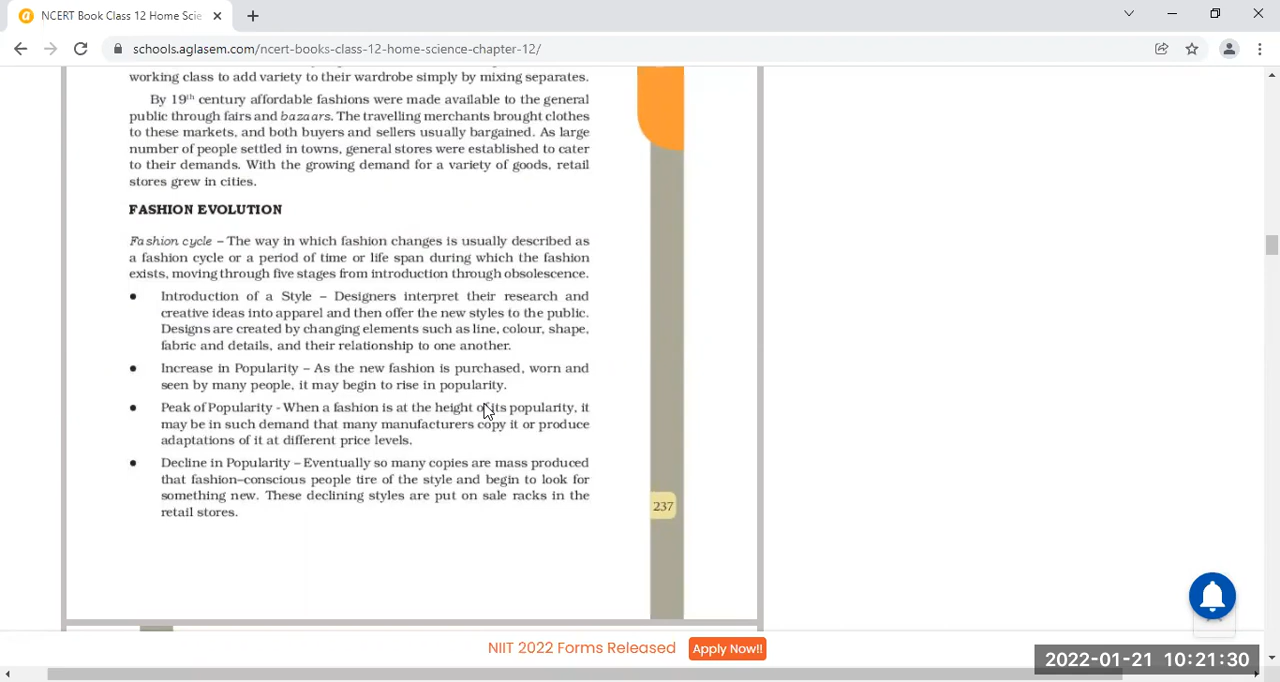 NCERT Book Class 12 Home Scie
schools.aglasem.com/ncert-books-class-12-home-science-chapter-12/
working class to add variety to their wardrobe simply by mixing separates.
By 19th century affordable fashions were made available to the general
public through fairs and bazaars. The travelling merchants brought clothes
to these markets, and both buyers and sellers usually bargained. As large
number of people settled in towns, general stores were established to cater
to their demands. With the growing demand for a variety of goods, retail
stores grew in cities.
FASHION EVOLUTION
Fashion cycle – The way in which fashion changes is usually described as
a fashion cycle or a period of time or life span during which the fashion
exists, moving through five stages from introduction through obsolescence.
● Introduction of a Style – Designers interpret their research and
creative ideas into apparel and then offer the new styles to the public.
Designs are created by changing elements such as line, colour, shape,
fabric and details, and their relationship to one another.
● Increase in Popularity – As the new fashion is purchased, worn and
seen by many people, it may begin to rise in popularity.
● Peak of Popularity - When a fashion is at the height of its popularity, it
may be in such demand that many manufacturers copy it or produce
adaptations of it at different price levels.
● Decline in Popularity – Eventually so many copies are mass produced
that fashion–conscious people tire of the style and begin to look for
something new. These declining styles are put on sale racks in the
retail stores.
237
NIIT 2022 Forms Released Apply Now!!
2022-01-21 10:21:30